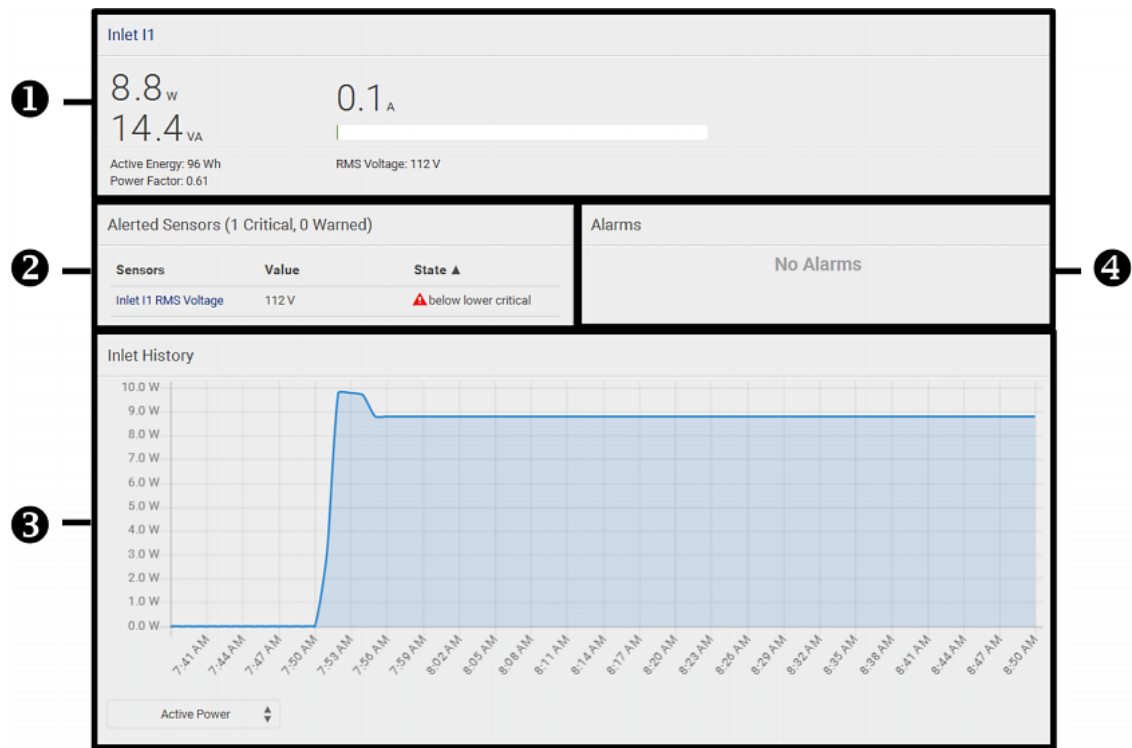 Inlet I1
❶
8.8 W
0.1 A
14.4 VA
Active Energy: 96 Wh
RMS Voltage: 112 V
Power Factor: 0.61
Alerted Sensors (1 Critical, 0 Warned)
❷
Sensors Value State ▲
Inlet I1 RMS Voltage 112 V below lower critical
Alarms
No Alarms
❹
Inlet History
❸
10.0 W
9.0 W
8.0 W
7.0 W
6.0 W
5.0 W
4.0 W
3.0 W
2.0 W
1.0 W
0.0 W
7:41 AM 7:44 AM 7:47 AM 7:50 AM 7:53 AM 7:56 AM 7:59 AM 8:02 AM 8:05 AM 8:08 AM 8:11 AM 8:14 AM 8:17 AM 8:20 AM 8:23 AM 8:26 AM 8:29 AM 8:32 AM 8:35 AM 8:38 AM 8:41 AM 8:44 AM 8:47 AM 8:50 AM
Active Power